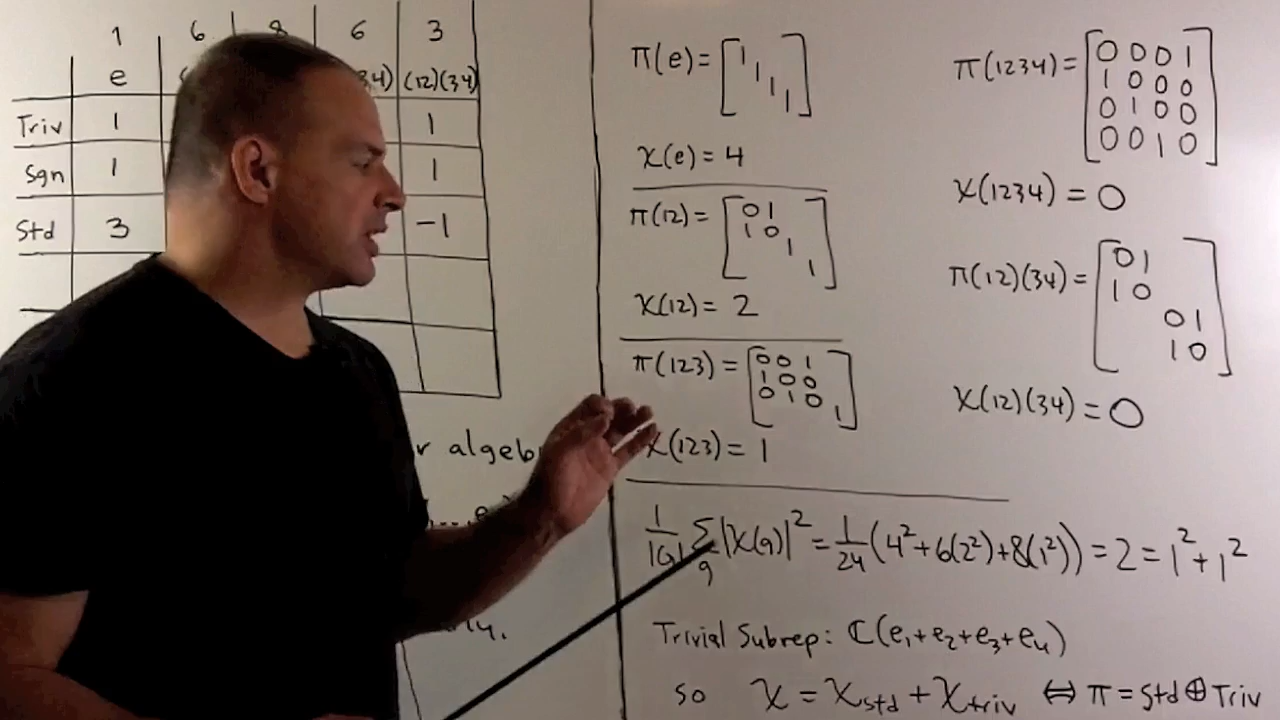 1 6 8 6 3
e 34) (12)(34)
Triv 1 1
Sgn 1 1
Std 3 -1
r algeb
... e
π(e) = [1 1 1 1]
χ(e) = 4
π(12) = [0 1
1 0
1
1]
χ(12) = 2
π(123) = [0 0 1
1 0 0
0 1 0
1]
χ(123) = 1
π(1234) = [0 0 0 1
1 0 0 0
0 1 0 0
0 0 1 0]
χ(1234) = 0
π(12)(34) = [0 1
1 0
0 1
1 0]
χ(12)(34) = 0
1/|G| Σ_g |χ(g)|² = 1/24 (4² + 6(2²) + 8(1²)) = 2 = 1² + 1²
Trivial Subrep: ℂ(e₁+e₂+e₃+e₄)
so χ = χ_std + χ_triv ⇔ π = Std ⊕ Triv